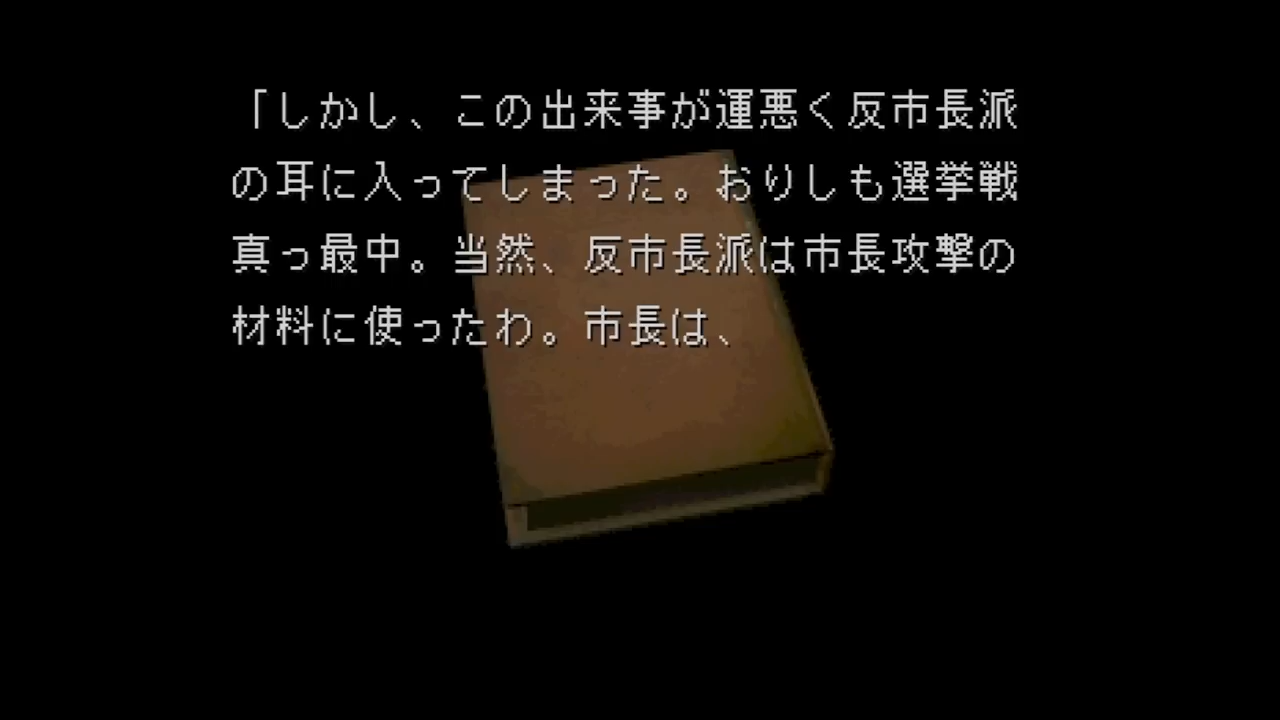 「しかし、この出来事が運悪く反市長派
の耳に入ってしまった。おりしも選挙戦
真っ最中。当然、反市長派は市長攻撃の
材料に使ったわ。市長は、